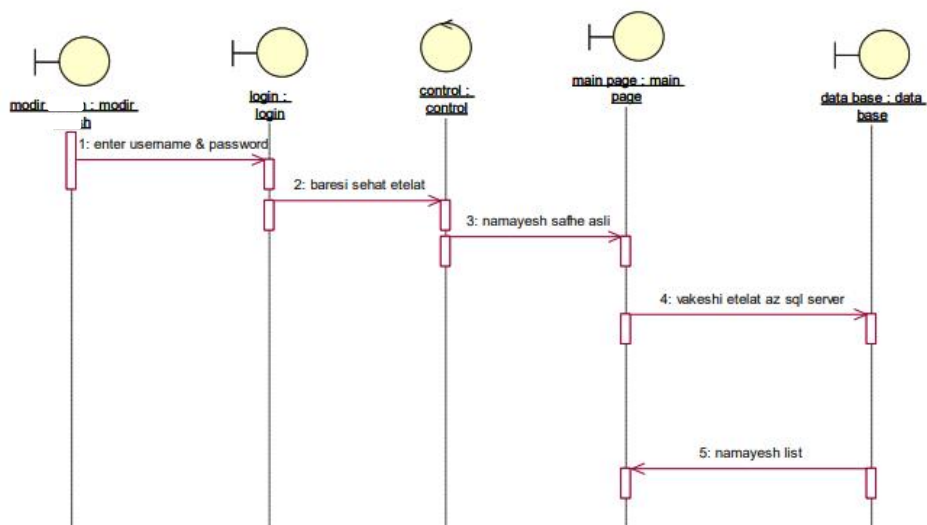 modir : modir
login :
login
control :
control
main page : main
page
data base : data
base
1: enter username & password
2: baresi sehat etelat
3: namayesh safhe asli
4: vakeshi etelat az sql server
5: namayesh list